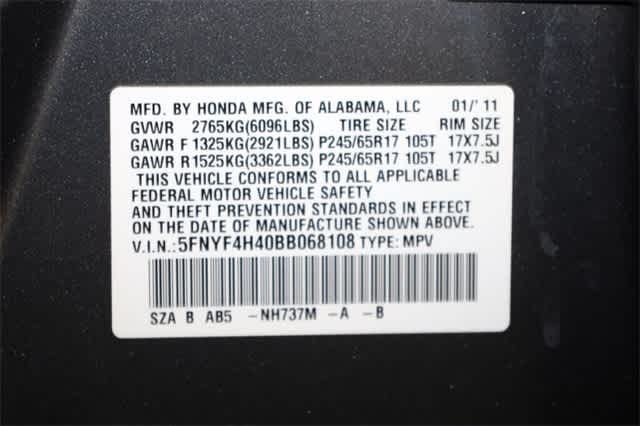 MFD. BY HONDA MFG. OF ALABAMA, LLC 01/'11
GVWR 2765KG(6096LBS) TIRE SIZE RIM SIZE
GAWR F 1325KG(2921LBS) P245/65R17 105T 17X7.5J
GAWR R 1525KG(3362LBS) P245/65R17 105T 17X7.5J
THIS VEHICLE CONFORMS TO ALL APPLICABLE
FEDERAL MOTOR VEHICLE SAFETY
AND THEFT PREVENTION STANDARDS IN EFFECT
ON THE DATE OF MANUFACTURE SHOWN ABOVE.
V.I.N.:5FNYF4H40BB068108 TYPE: MPV
SZA B AB5 -NH737M -A -B